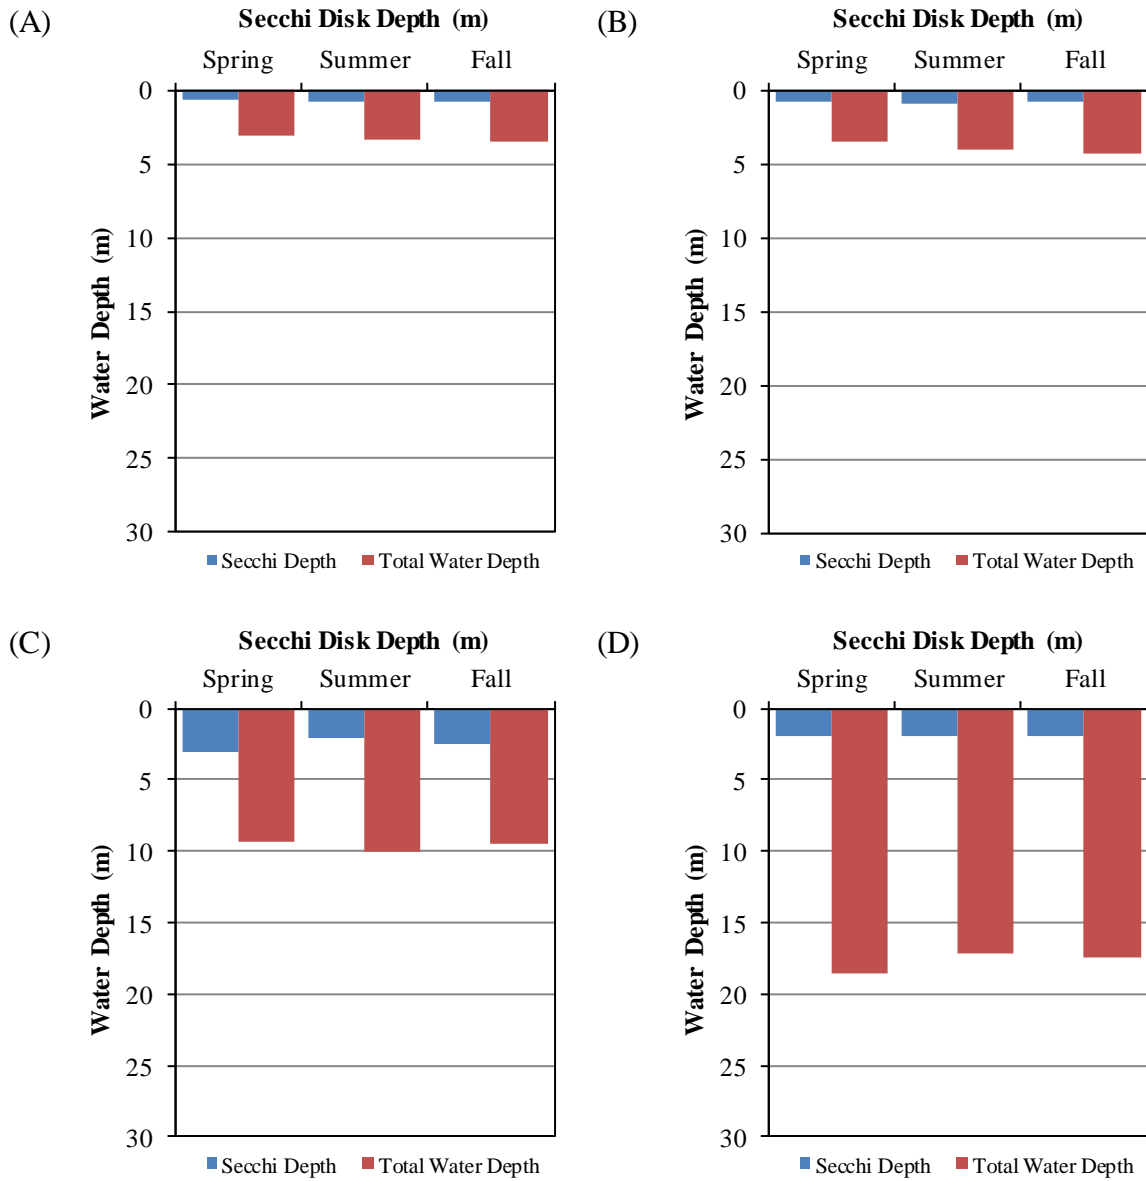 (A)
Secchi Disk Depth (m)
Spring Summer Fall
0
5
10
15
20
25
30
Water Depth (m)
Secchi Depth Total Water Depth
(B)
Secchi Disk Depth (m)
Spring Summer Fall
0
5
10
15
20
25
30
Water Depth (m)
Secchi Depth Total Water Depth
(C)
Secchi Disk Depth (m)
Spring Summer Fall
0
5
10
15
20
25
30
Water Depth (m)
Secchi Depth Total Water Depth
(D)
Secchi Disk Depth (m)
Spring Summer Fall
0
5
10
15
20
25
30
Water Depth (m)
Secchi Depth Total Water Depth